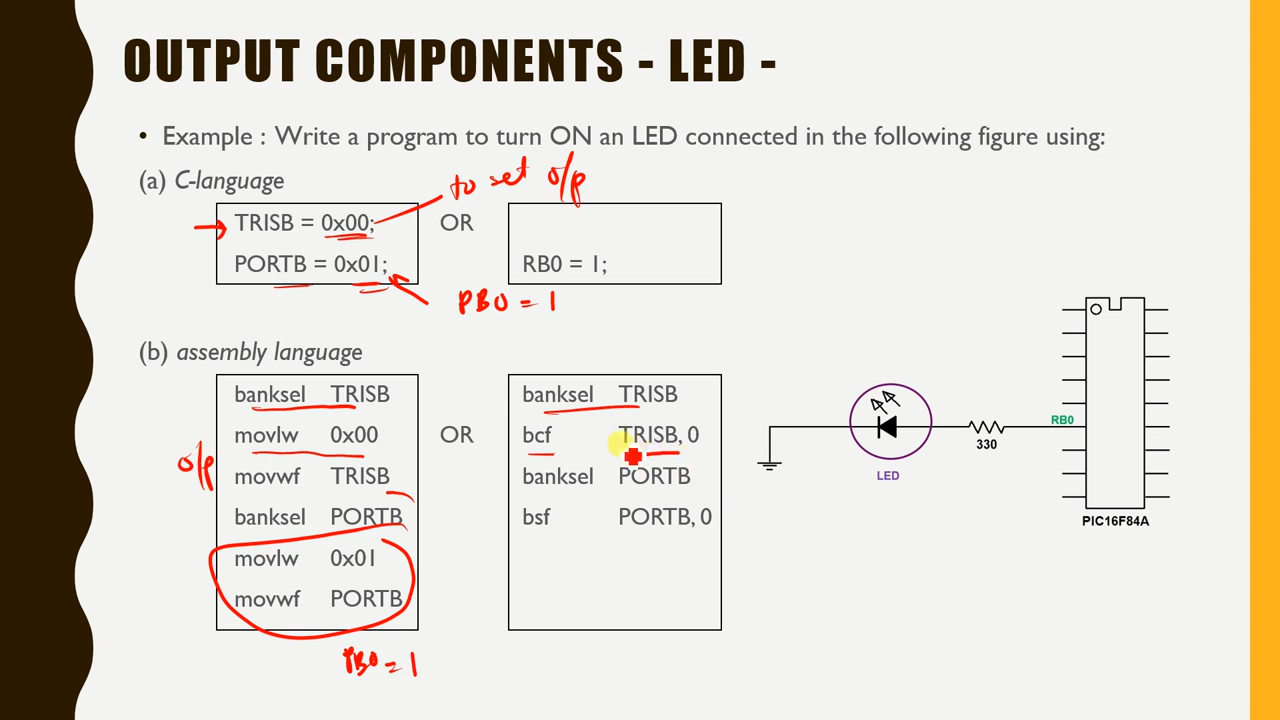 OUTPUT COMPONENTS - LED -
• Example : Write a program to turn ON an LED connected in the following figure using:
(a) C-language
to set o/p
TRISB = 0x00;
PORTB = 0x01;
OR
RB0 = 1;
PB0 = 1
(b) assembly language
banksel TRISB
movlw 0x00
movwf TRISB
banksel PORTB
movlw 0x01
movwf PORTB
o/p
PB0 = 1
OR
banksel TRISB
bcf TRISB, 0
banksel PORTB
bsf PORTB, 0
LED
330
RB0
PIC16F84A